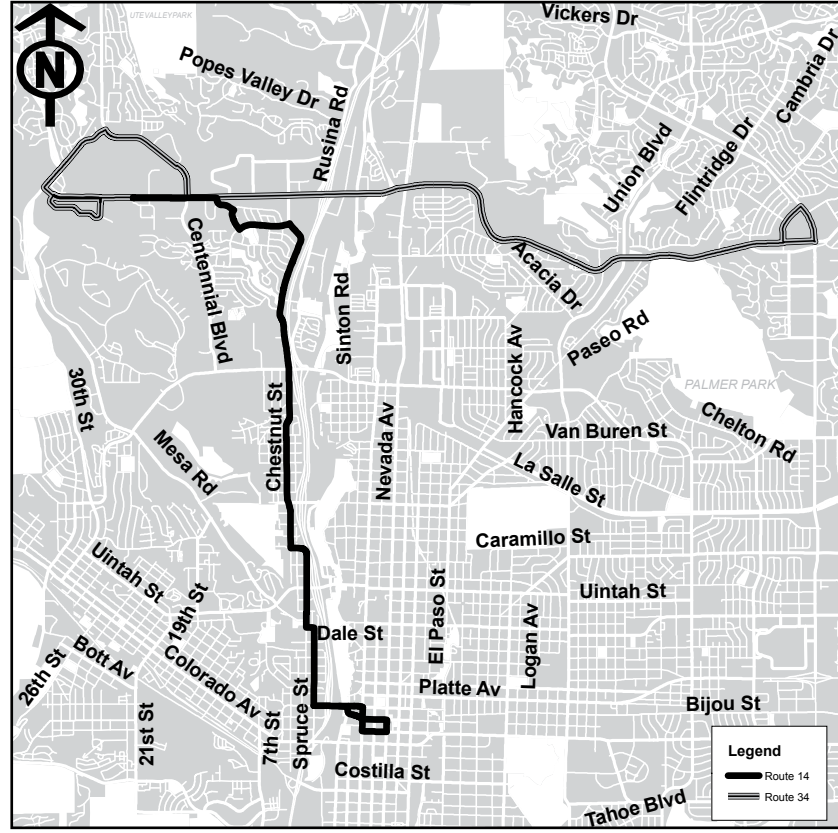 UTEVALLEYPARK
Vickers Dr
Popes Valley Dr
Cambria Dr
N
Rusina Rd
Union Blvd
Flintridge Dr
Centennial Blvd
Acacia Dr
Sinton Rd
Paseo Rd
Hancock Av
PALMER PARK
30th St
Chestnut St
Chelton Rd
Van Buren St
Mesa Rd
Nevada Av
La Salle St
Caramillo St
Uintah St
Uintah St
19th St
El Paso St
Logan Av
Dale St
Bott Av
Colorado Av
26th St
Platte Av
Bijou St
21st St
7th St
Spruce St
Costilla St
Tahoe Blvd
Legend
Route 14
Route 34